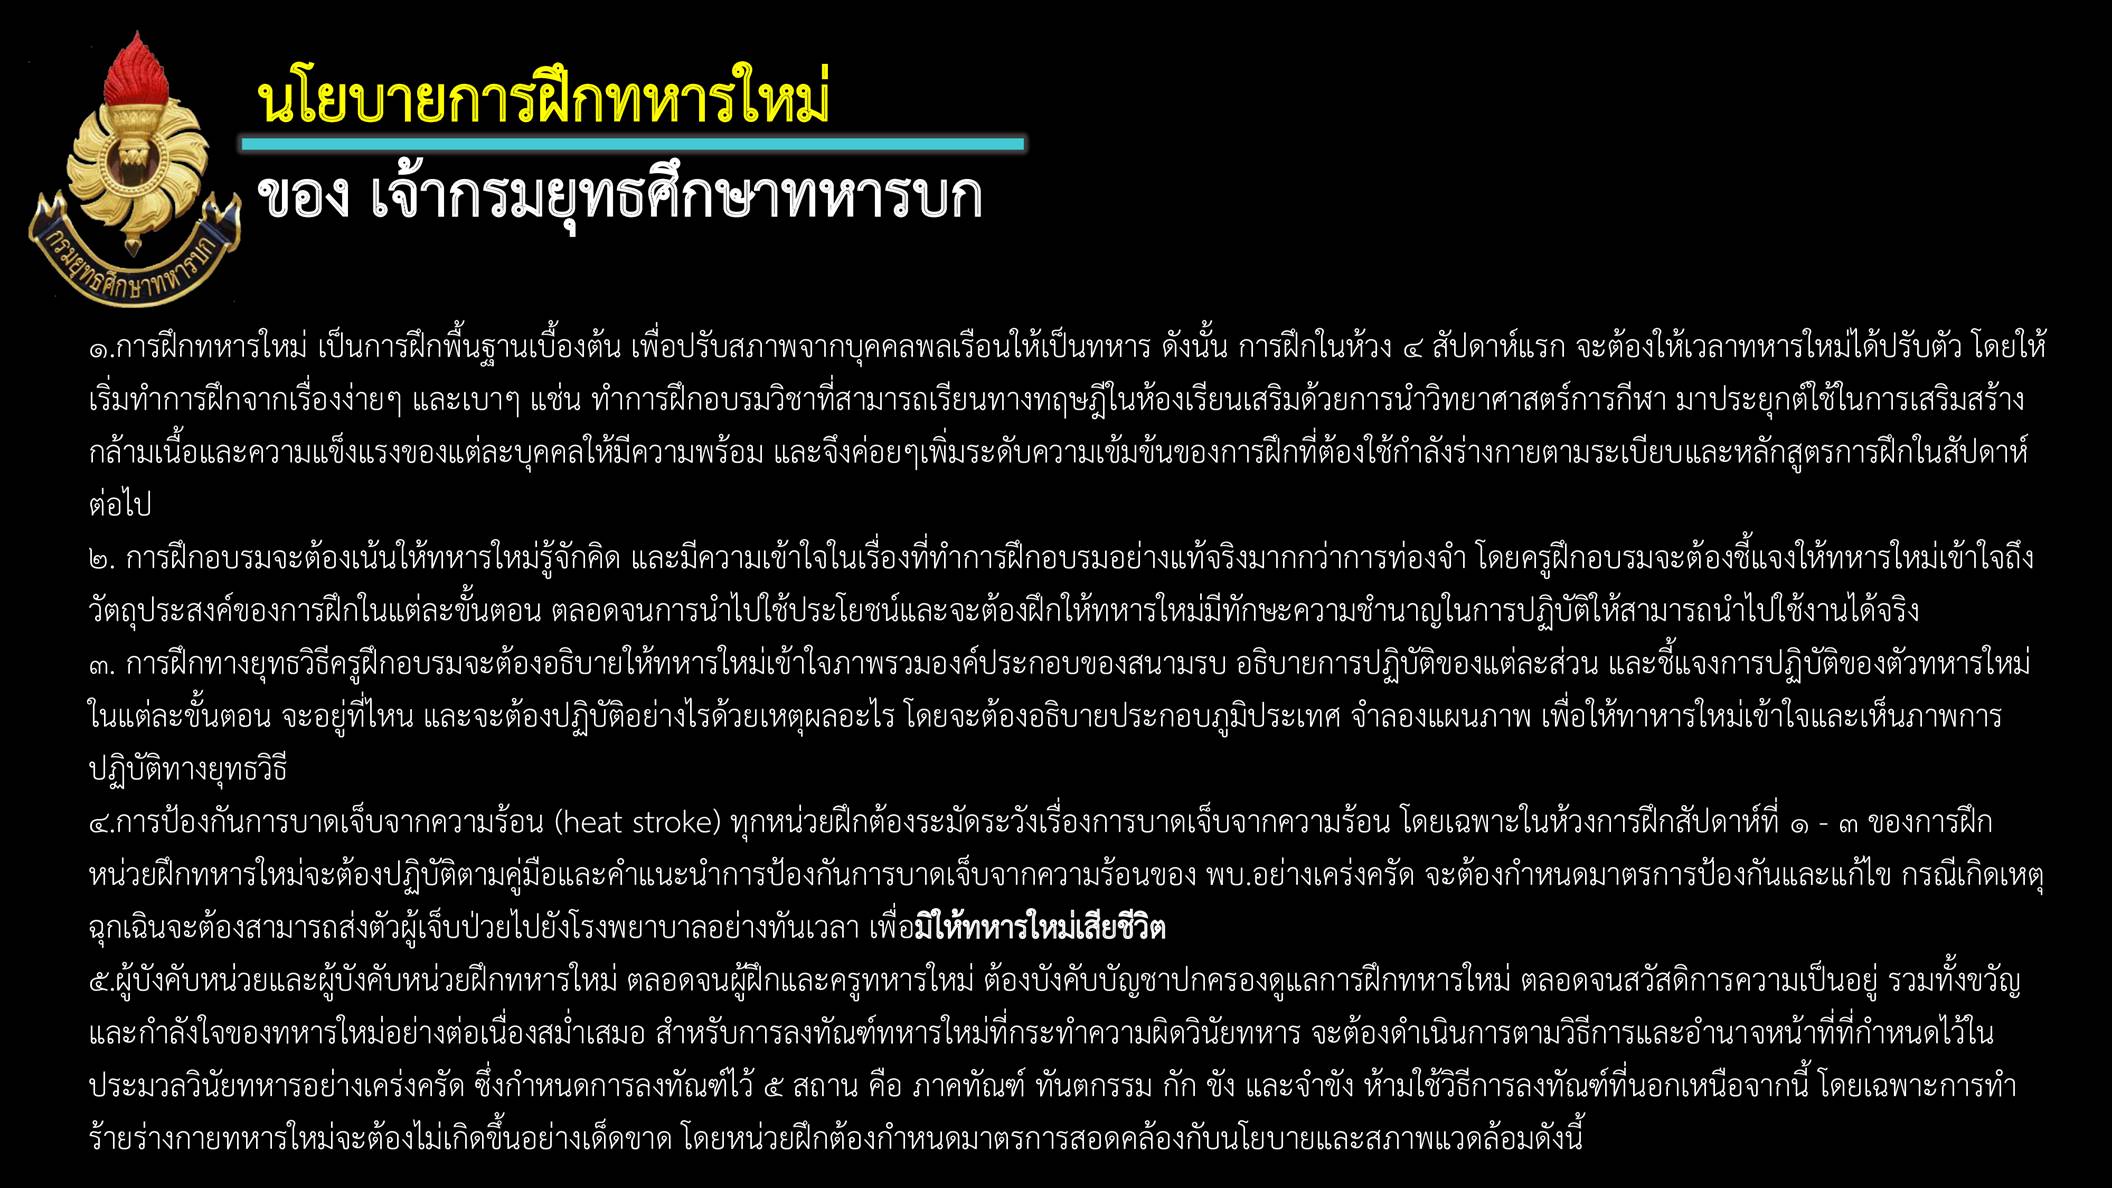 นโยบายการฝึกทหารใหม่
ของ เจ้ากรมยุทธศึกษาทหารบก
กรมยุทธศึกษาทหารบก
๑.การฝึกทหารใหม่ เป็นการฝึกพื้นฐานเบื้องต้น เพื่อปรับสภาพจากบุคคลพลเรือนให้เป็นทหาร ดังนั้น การฝึกในห้วง ๔ สัปดาห์แรก จะต้องให้เวลาทหารใหม่ได้ปรับตัว โดยให้
เริ่มทำการฝึกจากเรื่องง่ายๆ และเบาๆ แช่น ทำการฝึกอบรมวิชาที่สามารถเรียนทางทฤษฎีในห้องเรียนเสริมด้วยการนำวิทยาศาสตร์การกีฬา มาประยุกต์ใช้ในการเสริมสร้าง
กล้ามเนื้อและความแข็งแรงของแต่ละบุคคลให้มีความพร้อม และจึงค่อยๆเพิ่มระดับความเข้มข้นของการฝึกที่ต้องใช้กำลังร่างกายตามระเบียบและหลักสูตรการฝึกในสัปดาห์
ต่อไป
๒. การฝึกอบรมจะต้องเน้นให้ทหารใหม่รู้จักคิด และมีความเข้าใจในเรื่องที่ทำการฝึกอบรมอย่างแท้จริงมากกว่าการท่องจำ โดยครูฝึกอบรมจะต้องชี้แจงให้ทหารใหม่เข้าใจถึง
วัตถุประสงค์ของการฝึกในแต่ละขั้นตอน ตลอดจนการนำไปใช้ประโยชน์และจะต้องฝึกให้ทหารใหม่มีทักษะความชำนาญในการปฏิบัติให้สามารถนำไปใช้งานได้จริง
๓. การฝึกทางยุทธวิธีครูฝึกอบรมจะต้องอธิบายให้ทหารใหม่เข้าใจภาพรวมองค์ประกอบของสนามรบ อธิบายการปฏิบัติของแต่ละส่วน และชี้แจงการปฏิบัติของตัวทหารใหม่
ในแต่ละขั้นตอน จะอยู่ที่ไหน และจะต้องปฏิบัติอย่างไรด้วยเหตุผลอะไร โดยจะต้องอธิบายประกอบภูมิประเทศ จำลองแผนภาพ เพื่อให้ทาหารใหม่เข้าใจและเห็นภาพการ
ปฏิบัติทางยุทธวิธี
๔.การป้องกันการบาดเจ็บจากความร้อน (heat stroke) ทุกหน่วยฝึกต้องระมัดระวังเรื่องการบาดเจ็บจากความร้อน โดยเฉพาะในห้วงการฝึกสัปดาห์ที่ ๑ - ๓ ของการฝึก
หน่วยฝึกทหารใหม่จะต้องปฏิบัติตามคู่มือและคำแนะนำการป้องกันการบาดเจ็บจากความร้อนของ พบ.อย่างเคร่งครัด จะต้องกำหนดมาตรการป้องกันและแก้ไข กรณีเกิดเหตุ
ฉุกเฉินจะต้องสามารถส่งตัวผู้เจ็บป่วยไปยังโรงพยาบาลอย่างทันเวลา เพื่อมิให้ทหารใหม่เสียชีวิต
๕.ผู้บังคับหน่วยและผู้บังคับหน่วยฝึกทหารใหม่ ตลอดจนผู้ฝึกและครูทหารใหม่ ต้องบังคับบัญชาปกครองดูแลการฝึกทหารใหม่ ตลอดจนสวัสดิการความเป็นอยู่ รวมทั้งขวัญ
และกำลังใจของทหารใหม่อย่างต่อเนื่องสม่ำเสมอ สำหรับการลงทัณฑ์ทหารใหม่ที่กระทำความผิดวินัยทหาร จะต้องดำเนินการตามวิธีการและอำนาจหน้าที่ที่กำหนดไว้ใน
ประมวลวินัยทหารอย่างเคร่งครัด ซึ่งกำหนดการลงทัณฑ์ไว้ ๕ สถาน คือ ภาคทัณฑ์ ทันตกรรม กัก ขัง และจำขัง ห้ามใช้วิธีการลงทัณฑ์ที่นอกเหนือจากนี้ โดยเฉพาะการทำ
ร้ายร่างกายทหารใหม่จะต้องไม่เกิดขึ้นอย่างเด็ดขาด โดยหน่วยฝึกต้องกำหนดมาตรการสอดคล้องกับนโยบายและสภาพแวดล้อมดังนี้